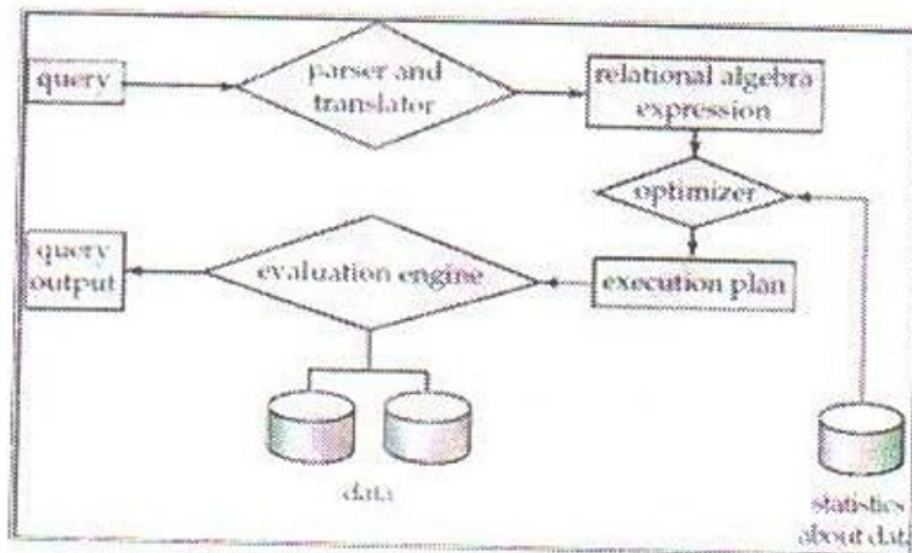 query
parser and
translator
relational algebra
expression
optimizer
query
output
evaluation engine
execution plan
data
statistics
about data